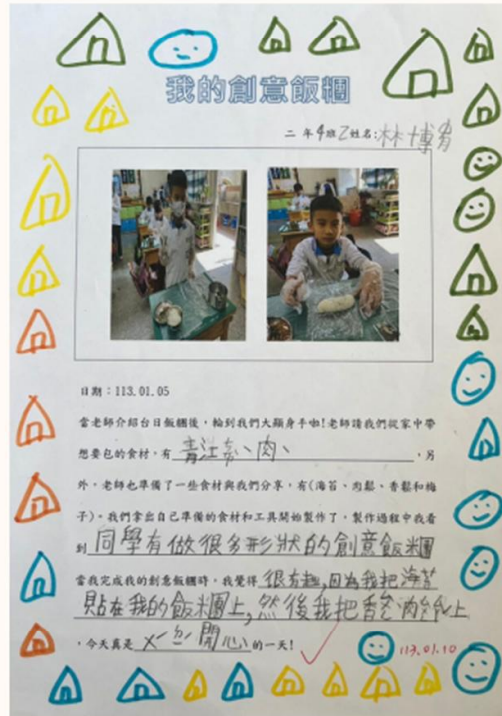 我的創意飯糰
二 年 4 班 2 姓名:林博
日期:113.01.05
當老師介紹台日飯糰後,輪到我們大顯身手啦!老師請我們從家中帶
想要包的食材,有 青江菜、肉、 ,另
外,老師也準備了一些食材與我們分享,有(海苔、肉鬆、香鬆和梅
子)。我們拿出自己準備的食材和工具開始製作了,製作過程中我看
到 同學有做很多形狀的創意飯糰
當我完成我的創意飯糰時,我覺得 很有趣,因為我把海苔
貼在我的飯糰上,然後我把香 上
,今天真是 ㄨㄢˊ 開心 的一天!
113.01.10